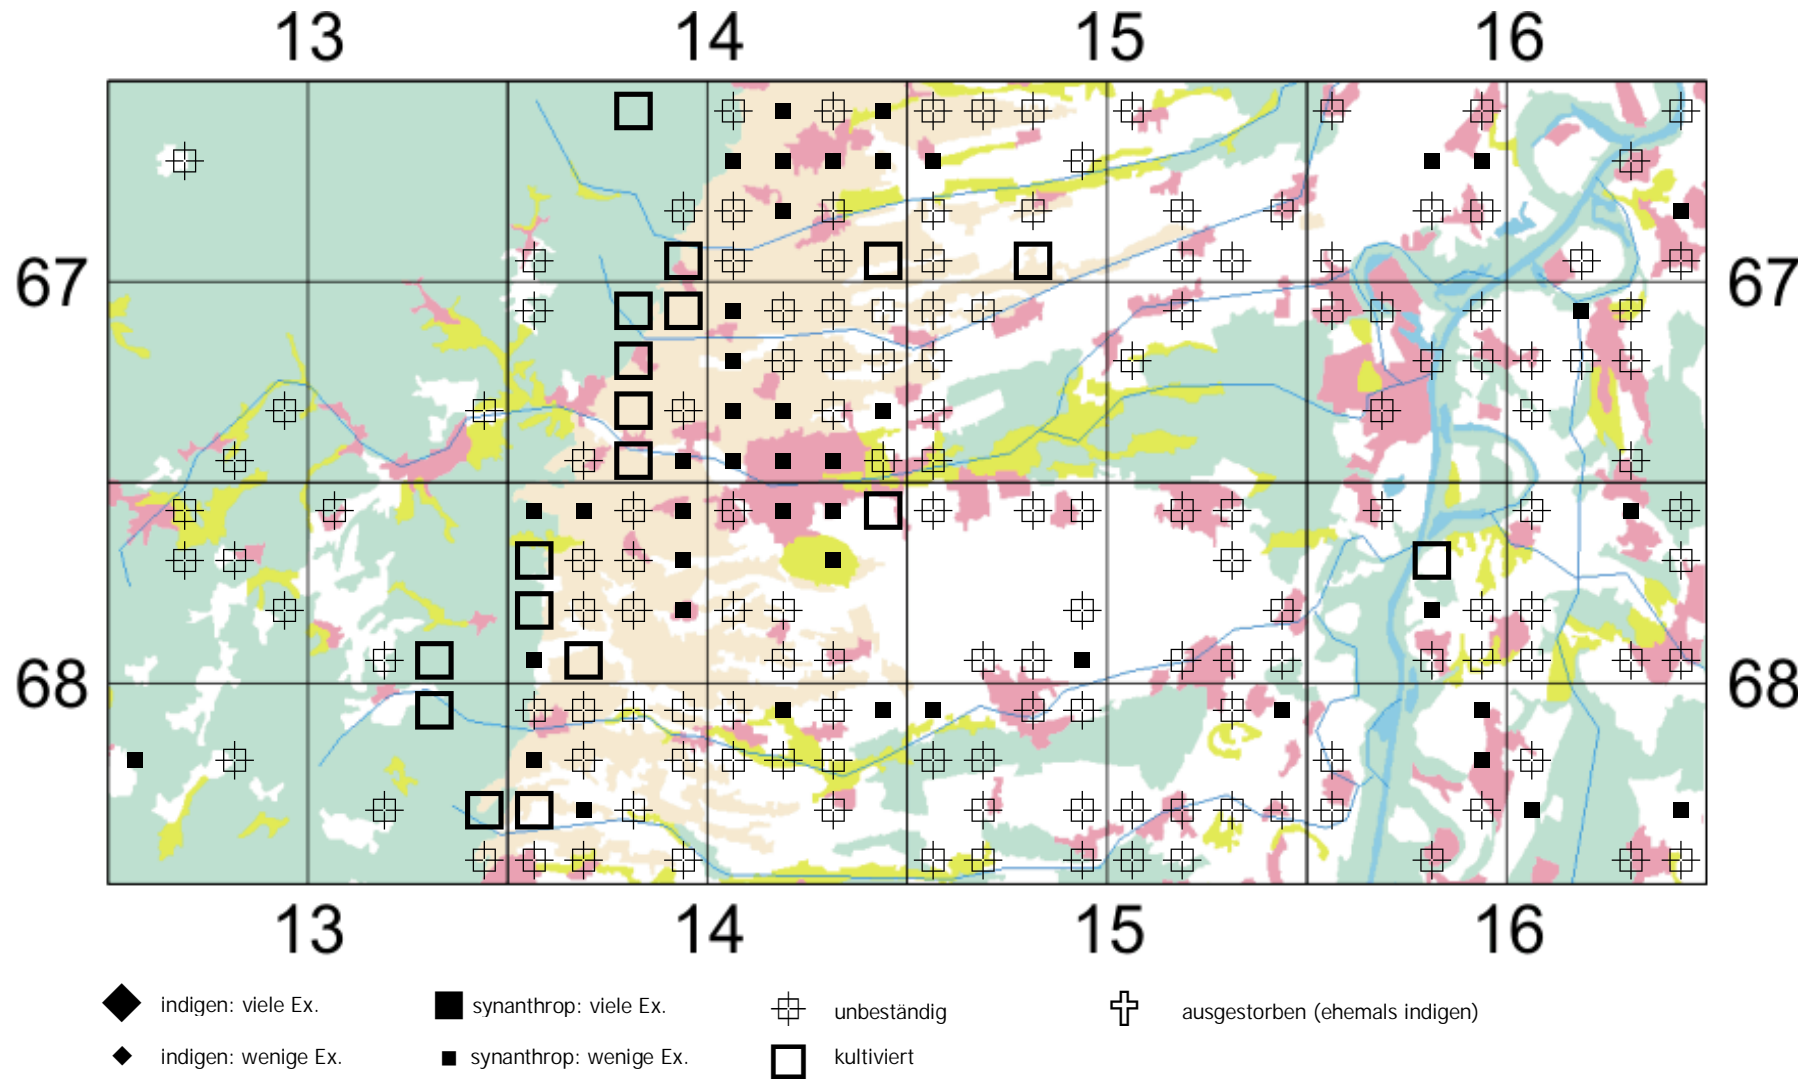 13 14 15 16
67 67
68 68
13 14 15 16
indigen: viele Ex. synanthrop: viele Ex. unbeständig ausgestorben (ehemals indigen)
indigen: wenige Ex. synanthrop: wenige Ex. kultiviert